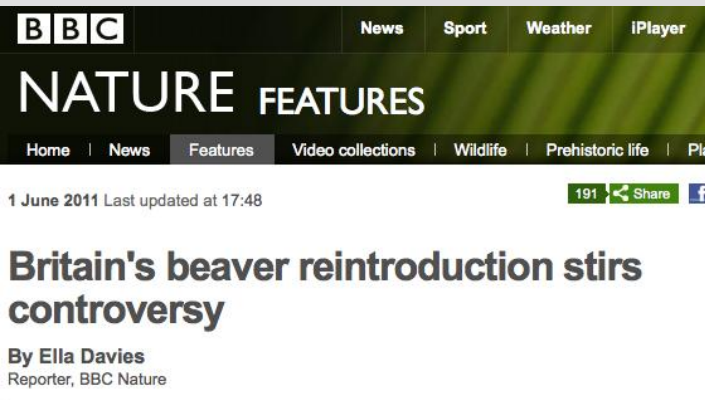 BBC News Sport Weather iPlayer
NATURE FEATURES
Home News Features Video collections Wildlife Prehistoric life
1 June 2011 Last updated at 17:48 191 Share f
Britain's beaver reintroduction stirs
controversy
By Ella Davies
Reporter, BBC Nature